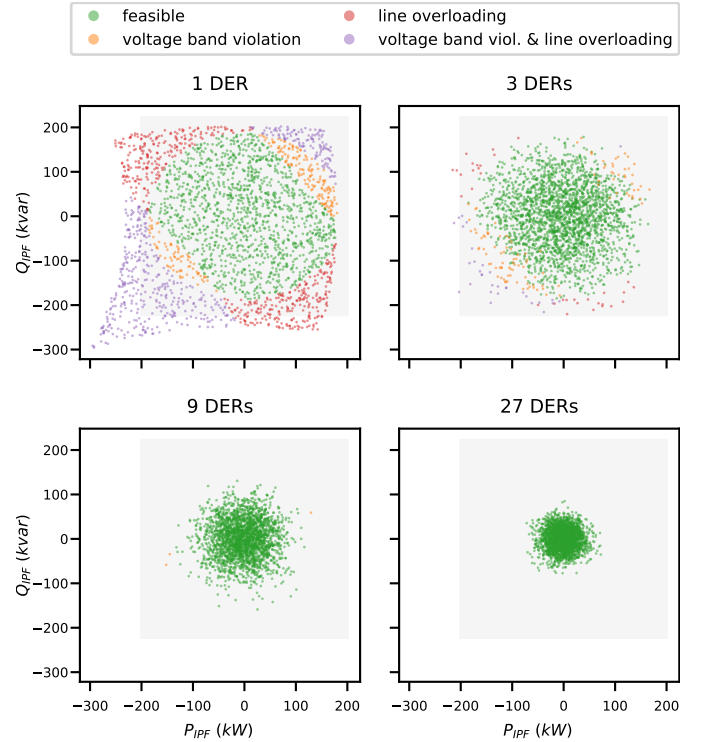 feasible
line overloading
voltage band violation
voltage band viol. & line overloading
1 DER
3 DERs
200
100
0
−100
−200
−300
Q_IPF (kvar)
9 DERs
27 DERs
200
100
0
−100
−200
−300
Q_IPF (kvar)
−300 −200 −100 0 100 200
−300 −200 −100 0 100 200
P_IPF (kW)
P_IPF (kW)